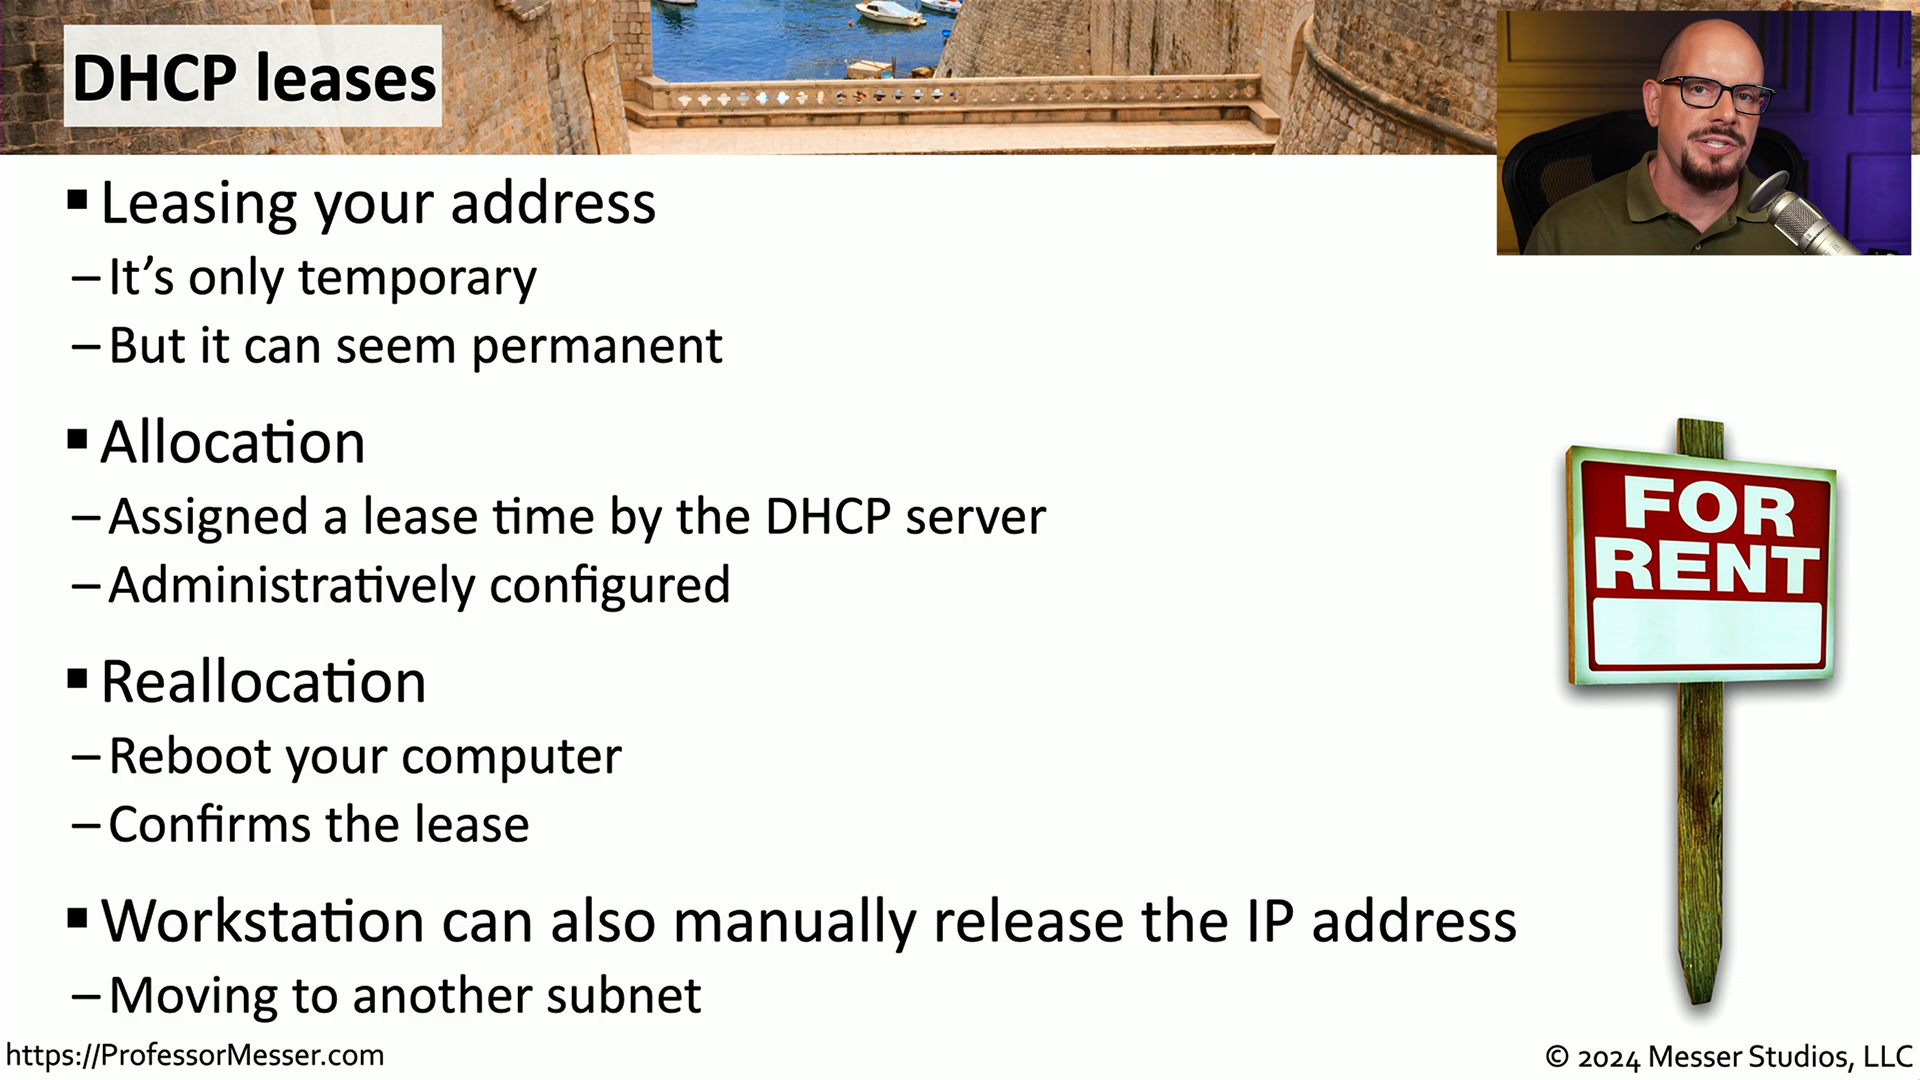 DHCP leases
▪ Leasing your address
– It’s only temporary
– But it can seem permanent
▪ Allocation
– Assigned a lease time by the DHCP server
– Administratively configured
▪ Reallocation
– Reboot your computer
– Confirms the lease
▪ Workstation can also manually release the IP address
– Moving to another subnet
FOR
RENT
https://ProfessorMesser.com
© 2024 Messer Studios, LLC